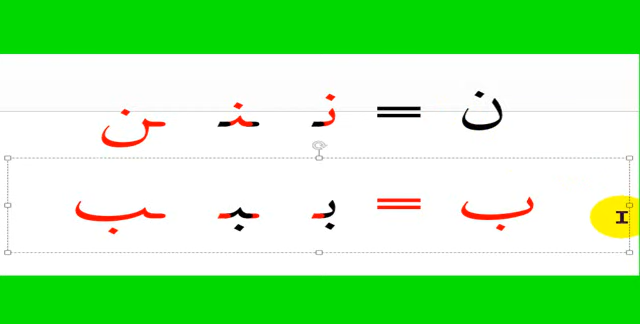 ن = نـ ـنـ ـن
ب = بـ ـبـ ـب